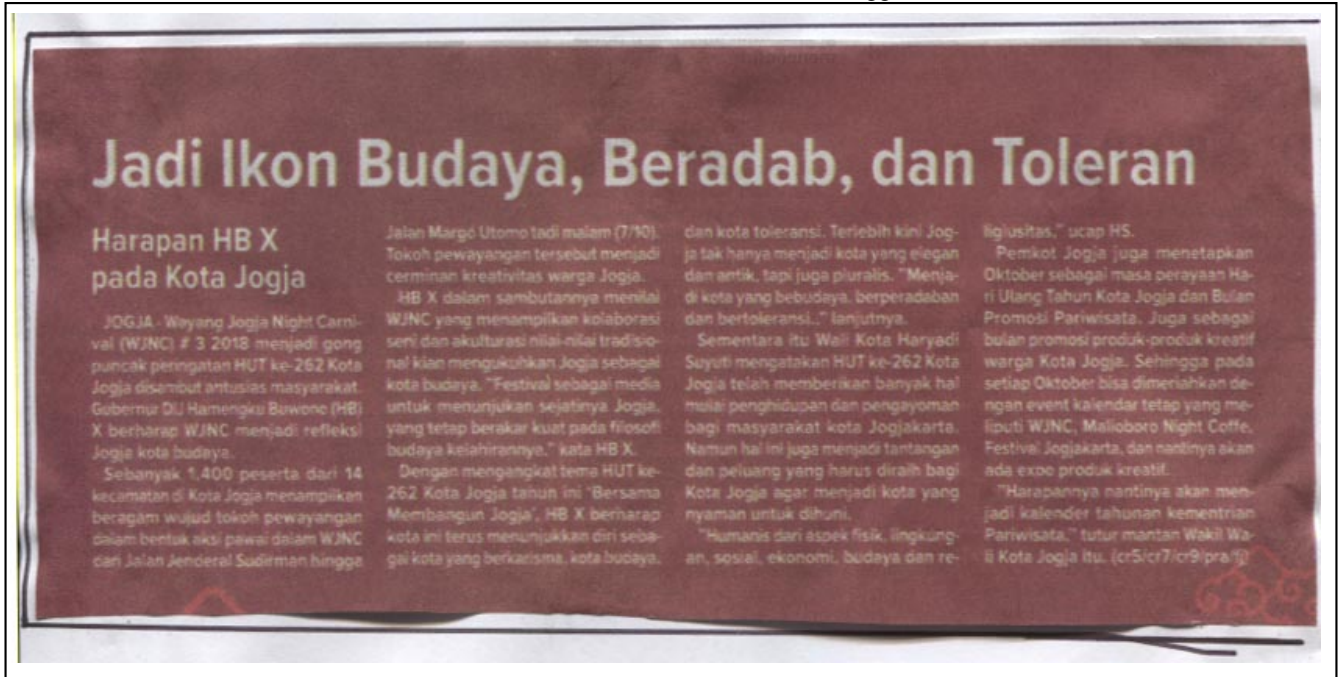 Jadi Ikon Budaya, Beradab, dan Toleran
Harapan HB X
pada Kota Jogja
JOGJA - Wayang Jogja Night Carni-
val (WJNC) # 3 2018 menjadi gong
puncak peringatan HUT ke-262 Kota
Jogja disambut antusias masyarakat.
Gubernur DIJ Hamengku Bawono (HB)
X berharap WJNC menjadi refleksi
Jogja kota budaya.
Sebanyak 1.400 peserta dari 14
kecamatan di Kota Jogja menampilkan
beragam wujud tokoh pewayangan
dalam bentuk aksi pawai dalam WJNC
dari Jalan Jenderal Sudirman hingga
Jalan Margo Utomo tadi malam (7/10).
Tokoh pewayangan tersebut menjadi
cerminan kreativitas warga Jogja.
HB X dalam sambutannya menilai
WJNC yang menampilkan kolaborasi
seni dan akulturasi nilai-nilai tradisio-
nal kian mengukuhkan Jogja sebagai
kota budaya. "Festival sebagai media
untuk menunjukan sejatinya Jogja,
yang tetap berakar kuat pada filosofi
budaya kelahirannya," kata HB X.
Dengan mengangkat tema HUT ke-
262 Kota Jogja tahun ini 'Bersama
Membangun Jogja', HB X berharap
kota ini terus menunjukkan diri seba-
gai kota yang berkarisma, kota budaya,
dan kota toleransi. Terlebih kini Jog-
ja tak hanya menjadi kota yang elegan
dan antik, tapi juga pluralis. "Menja-
di kota yang bebudaya, berperadaban
dan bertoleransi.," lanjutnya.
Sementara itu Wali Kota Haryadi
Suyuti mengatakan HUT ke-262 Kota
Jogja telah memberikan banyak hal
mulai penghidupan dan pengayoman
bagi masyarakat kota Jogjakarta.
Namun hal ini juga menjadi tantangan
dan peluang yang harus diraih bagi
Kota Jogja agar menjadi kota yang
nyaman untuk dihuni.
"Humanis dari aspek fisik, lingkung-
an, sosial, ekonomi, budaya dan re-
ligiusitas," ucap HS.
Pemkot Jogja juga menetapkan
Oktober sebagai masa perayaan Ha-
ri Ulang Tahun Kota Jogja dan Bulan
Promosi Pariwisata. Juga sebagai
bulan promosi produk-produk kreatif
warga Kota Jogja. Sehingga pada
setiap Oktober bisa dimeriahkan de-
ngan event kalendar tetap yang me-
liputi WJNC, Malioboro Night Coffe,
Festival Jogjakarta, dan nantinya akan
ada expo produk kreatif.
"Harapannya nantinya akan men-
jadi kalender tahunan kementrian
Pariwisata," tutur mantan Wakil Wa-
li Kota Jogja itu. (cr5/cr7/cr9/pra/)